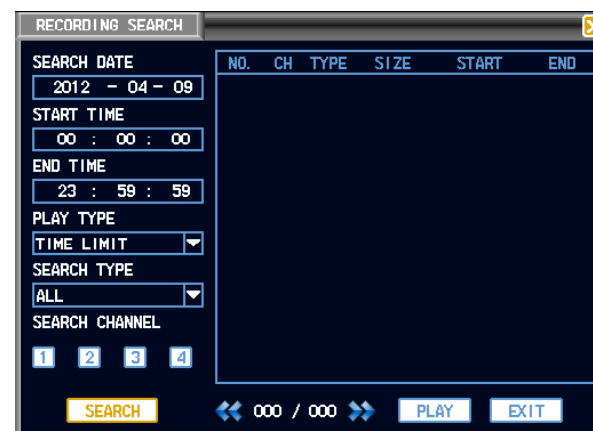 RECORDING SEARCH
SEARCH DATE
2012 - 04 - 09
START TIME
00 : 00 : 00
END TIME
23 : 59 : 59
PLAY TYPE
TIME LIMIT
SEARCH TYPE
ALL
SEARCH CHANNEL
1 2 3 4
SEARCH
NO. CH TYPE SIZE START END
000 / 000 PLAY EXIT